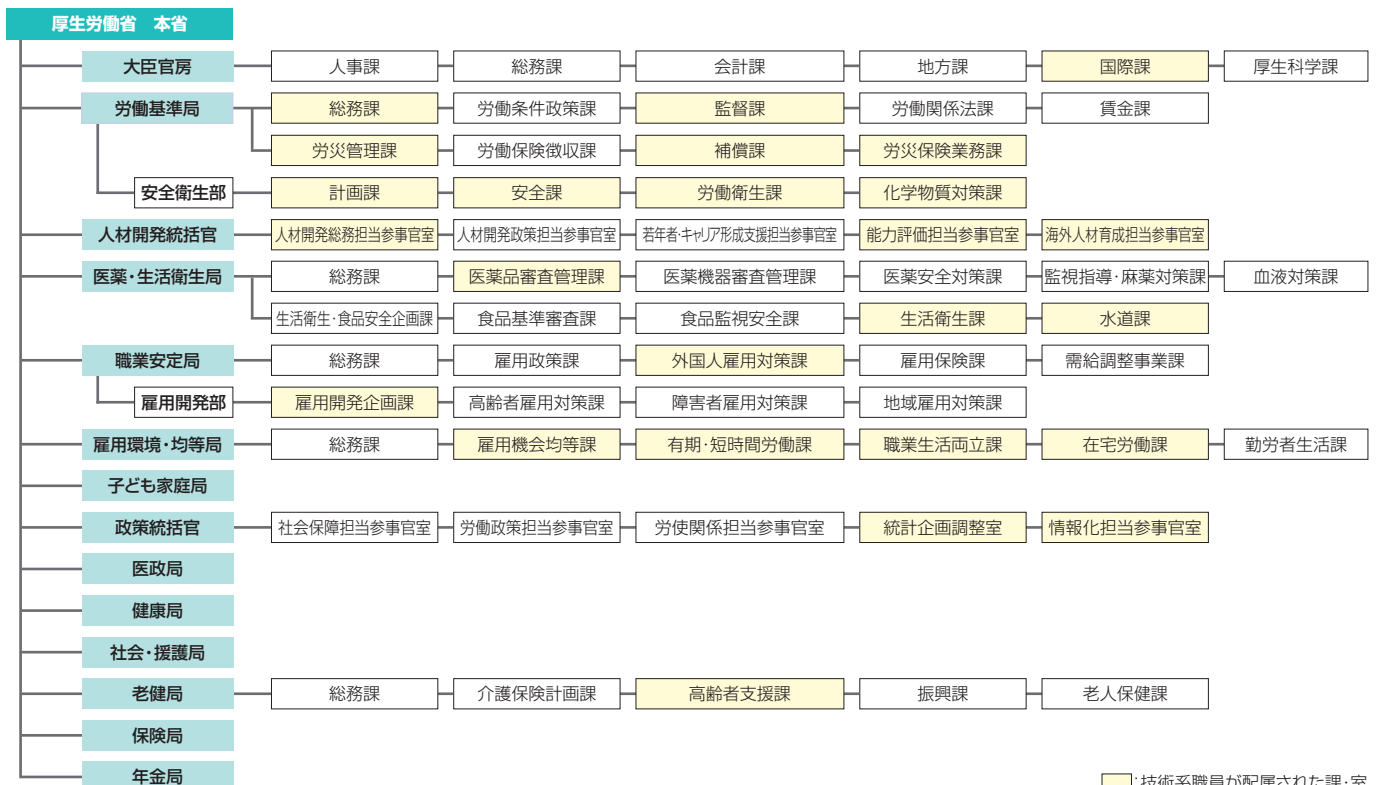 厚生労働省 本省
大臣官房 人事課 総務課 会計課 地方課 国際課 厚生科学課
労働基準局 総務課 労働条件政策課 監督課 労働関係法課 賃金課
労災管理課 労働保険徴収課 補償課 労災保険業務課
安全衛生部 計画課 安全課 労働衛生課 化学物質対策課
人材開発統括官 人材開発総務担当参事官室 人材開発政策担当参事官室 若年者・キャリア形成支援担当参事官室 能力評価担当参事官室 海外人材育成担当参事官室
医薬・生活衛生局 総務課 医薬品審査管理課 医薬機器審査管理課 医薬安全対策課 監視指導・麻薬対策課 血液対策課
生活衛生・食品安全企画課 食品基準審査課 食品監視安全課 生活衛生課 水道課
職業安定局 総務課 雇用政策課 外国人雇用対策課 雇用保険課 需給調整事業課
雇用開発部 雇用開発企画課 高齢者雇用対策課 障害者雇用対策課 地域雇用対策課
雇用環境・均等局 総務課 雇用機会均等課 有期・短時間労働課 職業生活両立課 在宅労働課 勤労者生活課
子ども家庭局
政策統括官 社会保障担当参事官室 労働政策担当参事官室 労使関係担当参事官室 統計企画調整室 情報化担当参事官室
医政局
健康局
社会・援護局
老健局 総務課 介護保険計画課 高齢者支援課 振興課 老人保健課
保険局
年金局
:技術系職員が配属された課・室